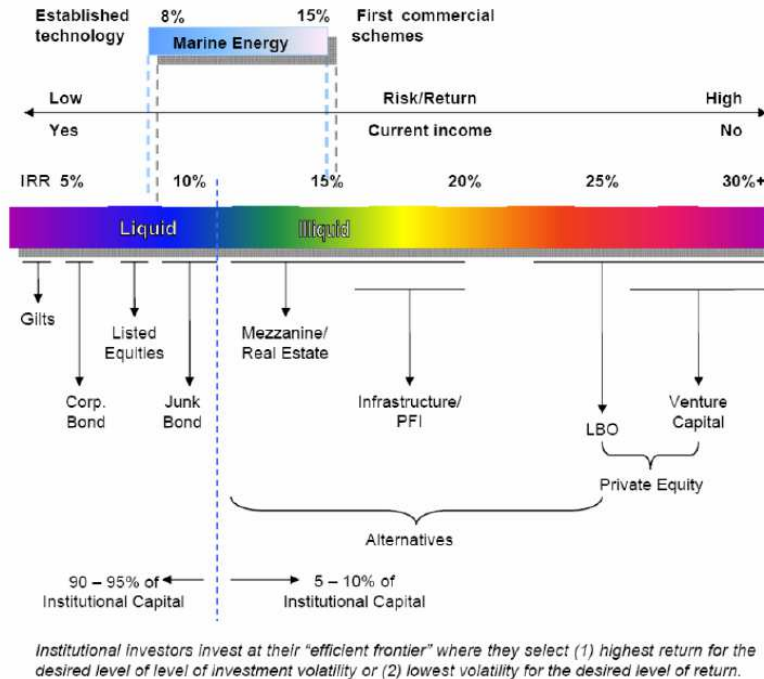 Established technology 8% 15% First commercial schemes
Marine Energy
Low Risk/Return High
Yes Current income No
IRR 5% 10% 15% 20% 25% 30%+
Liquid Illiquid
Gilts
Listed Equities
Mezzanine/ Real Estate
Corp. Bond
Junk Bond
Infrastructure/ PFI
LBO
Venture Capital
Private Equity
Alternatives
90 – 95% of Institutional Capital
5 – 10% of Institutional Capital
Institutional investors invest at their "efficient frontier" where they select (1) highest return for the
desired level of level of investment volatility or (2) lowest volatility for the desired level of return.